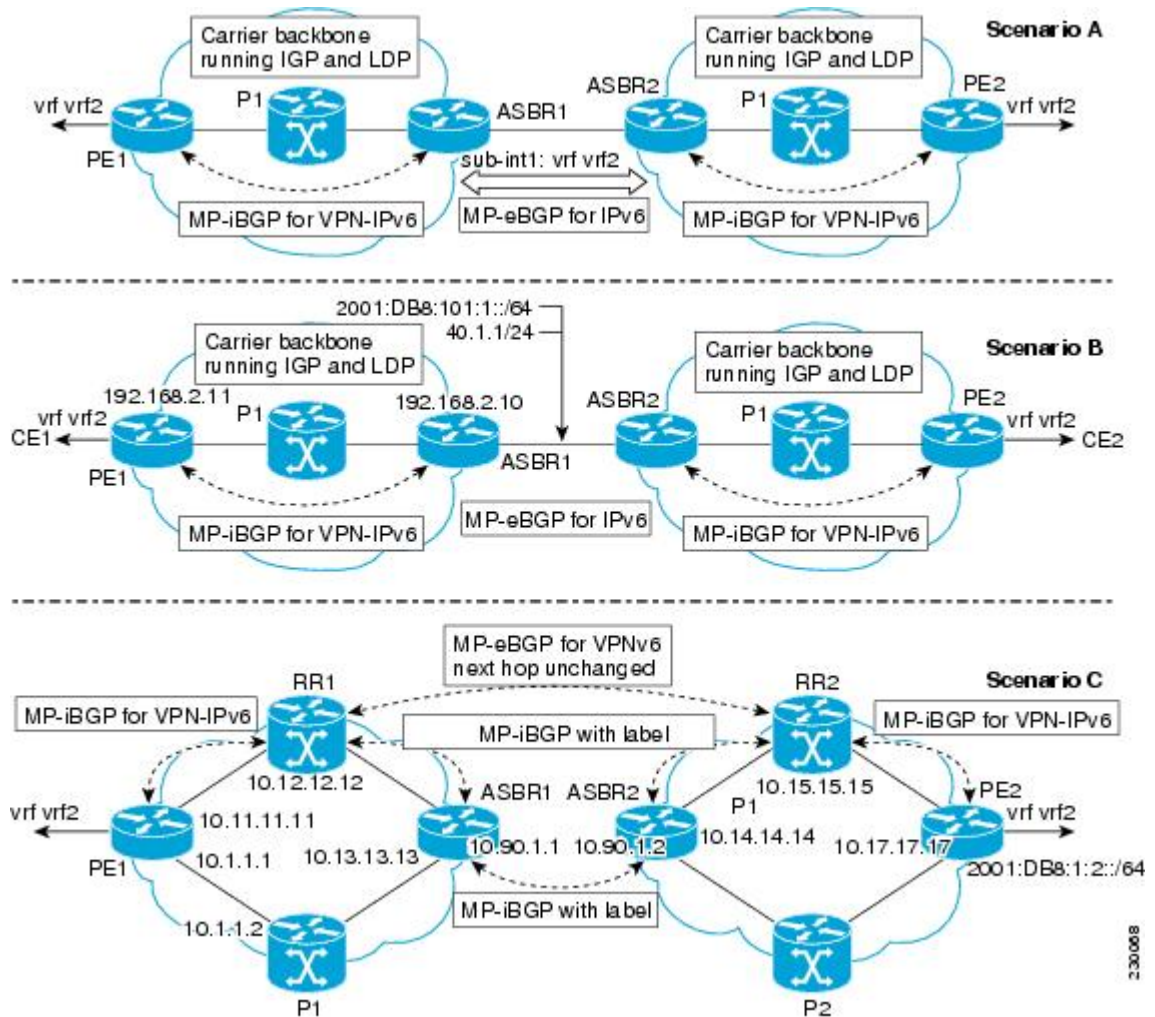 Carrier backbone
running IGP and LDP
Carrier backbone
running IGP and LDP
Scenario A
P1
ASBR1
ASBR2
P1
PE2
vrf vrf2
vrf vrf2
PE1
sub-int1: vrf vrf2
MP-iBGP for VPN-IPv6
MP-eBGP for IPv6
MP-iBGP for VPN-IPv6
2001:DB8:101:1::/64
40.1.1/24
Carrier backbone
running IGP and LDP
Carrier backbone
running IGP and LDP
Scenario B
192.168.2.11
P1
192.168.2.10
ASBR2
P1
PE2
vrf vrf2
CE1
vrf vrf2
CE2
PE1
ASBR1
MP-iBGP for VPN-IPv6
MP-eBGP for IPv6
MP-iBGP for VPN-IPv6
MP-eBGP for VPNv6
next hop unchanged
Scenario C
RR1
RR2
MP-iBGP for VPN-IPv6
MP-iBGP for VPN-IPv6
MP-iBGP with label
10.12.12.12
10.15.15.15
ASBR1
ASBR2
P1
PE2
vrf vrf2
vrf vrf2
10.11.11.11
10.14.14.14
PE1
10.1.1.1
10.13.13.13
10.90.1.1
10.90.1.2
10.17.17.17
2001:DB8:1:2::/64
MP-iBGP with label
10.1.1.2
P1
P2
230068